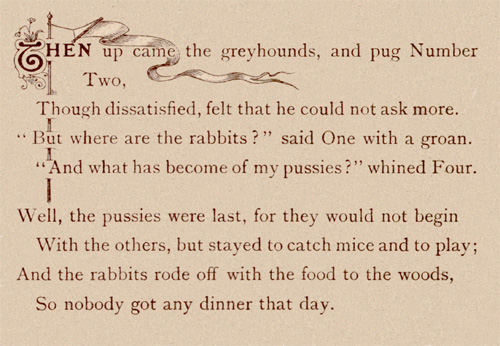 THEN up came the greyhounds, and pug Number
Two,
Though dissatisfied, felt that he could not ask more.
"But where are the rabbits?" said One with a groan.
"And what has become of my pussies?" whined Four.
Well, the pussies were last, for they would not begin
With the others, but stayed to catch mice and to play;
And the rabbits rode off with the food to the woods,
So nobody got any dinner that day.